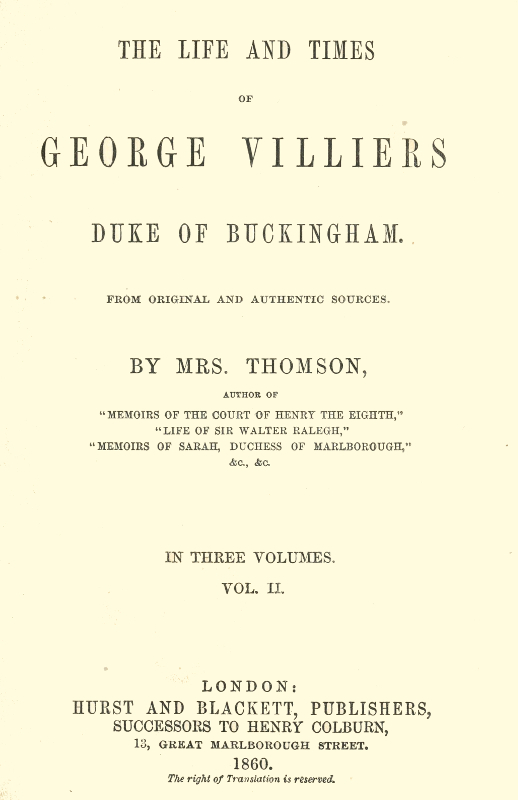 THE LIFE AND TIMES
OF
GEORGE VILLIERS
DUKE OF BUCKINGHAM.
FROM ORIGINAL AND AUTHENTIC SOURCES.
BY MRS. THOMSON,
AUTHOR OF
"MEMOIRS OF THE COURT OF HENRY THE EIGHTH,"
"LIFE OF SIR WALTER RALEGH,"
"MEMOIRS OF SARAH, DUCHESS OF MARLBOROUGH,"
&C., &C.
IN THREE VOLUMES.
VOL. II.
LONDON:
HURST AND BLACKETT, PUBLISHERS,
SUCCESSORS TO HENRY COLBURN,
13, GREAT MARLBOROUGH STREET.
1860.
The right of Translation is reserved.